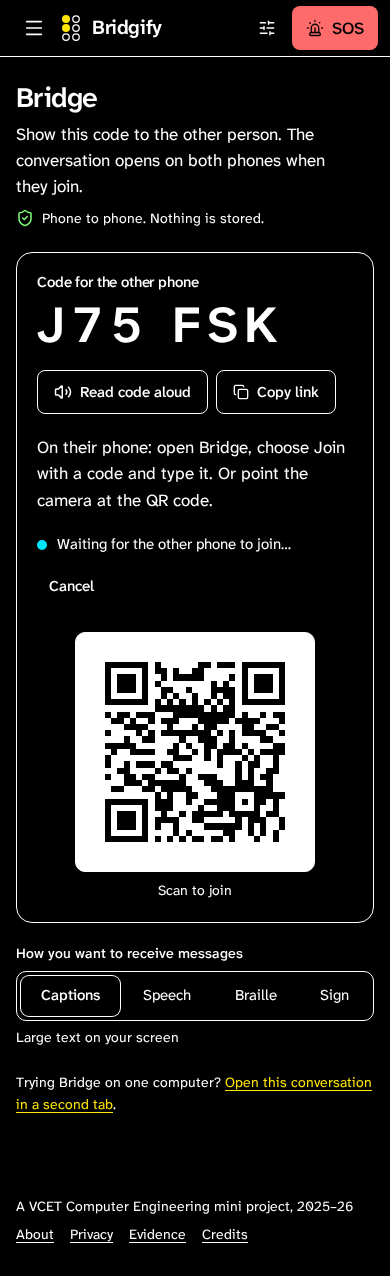 Bridgify
SOS
Bridge
Show this code to the other person. The
conversation opens on both phones when
they join.
Phone to phone. Nothing is stored.
Code for the other phone
J75 FSK
Read code aloud
Copy link
On their phone: open Bridge, choose Join
with a code and type it. Or point the
camera at the QR code.
Waiting for the other phone to join…
Cancel
Scan to join
How you want to receive messages
Captions Speech Braille Sign
Large text on your screen
Trying Bridge on one computer? Open this conversation
in a second tab.
A VCET Computer Engineering mini project, 2025–26
About Privacy Evidence Credits